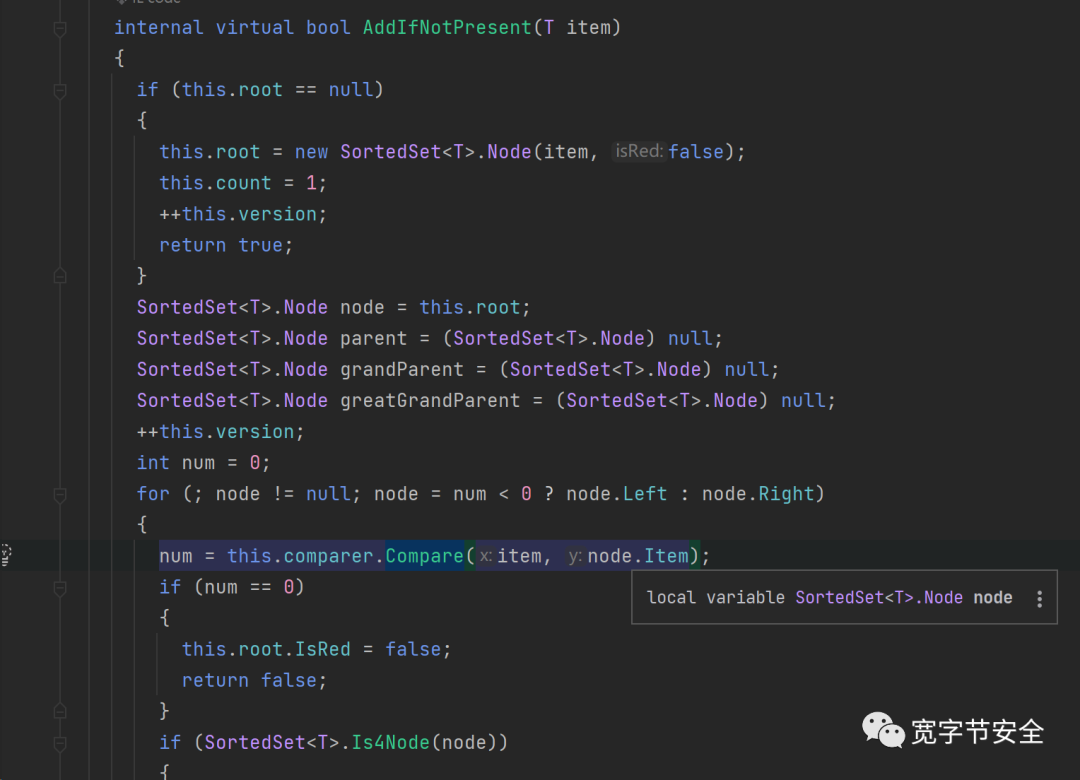 internal virtual bool AddIfNotPresent(T item)
{
if (this.root == null)
{
this.root = new SortedSet<T>.Node(item, isRed: false);
this.count = 1;
++this.version;
return true;
}
SortedSet<T>.Node node = this.root;
SortedSet<T>.Node parent = (SortedSet<T>.Node) null;
SortedSet<T>.Node grandParent = (SortedSet<T>.Node) null;
SortedSet<T>.Node greatGrandParent = (SortedSet<T>.Node) null;
++this.version;
int num = 0;
for (; node != null; node = num < 0 ? node.Left : node.Right)
{
num = this.comparer.Compare( x: item, y: node.Item);
if (num == 0)
local variable SortedSet<T>.Node node
{
this.root.IsRed = false;
return false;
}
if (SortedSet<T>.Is4Node(node))
{
宽字节安全